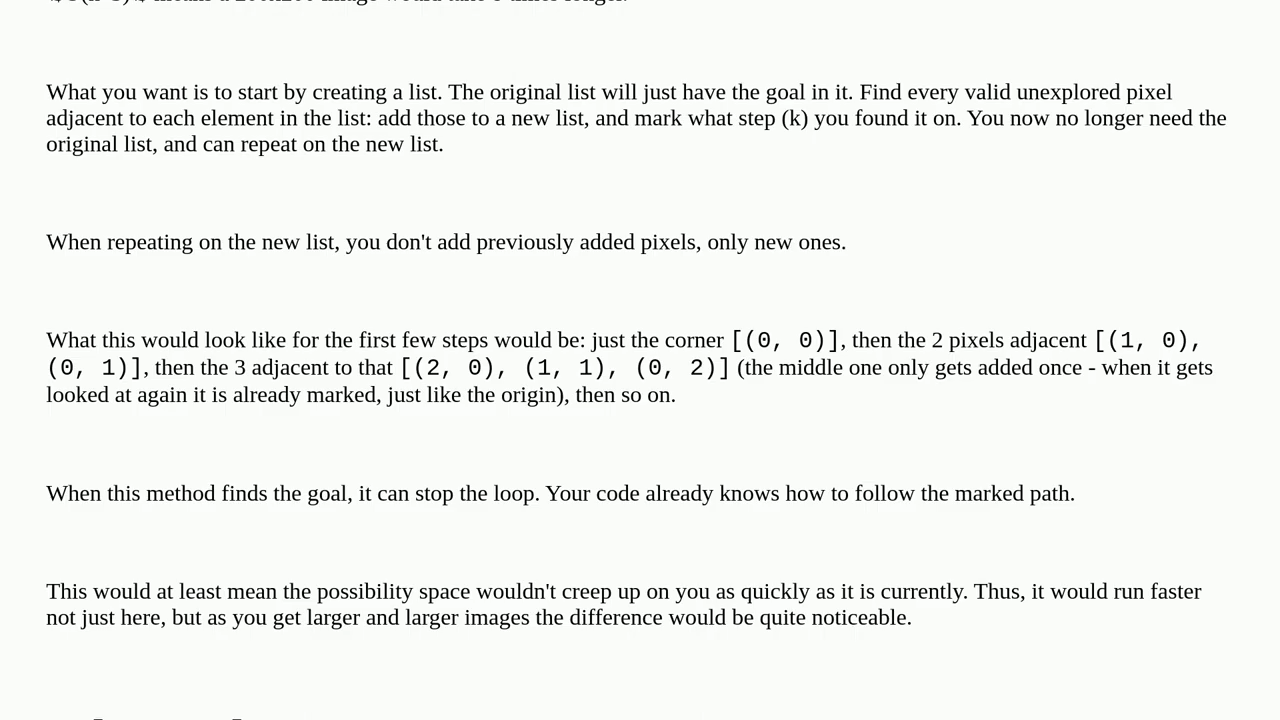 What you want is to start by creating a list. The original list will just have the goal in it. Find every valid unexplored pixel
adjacent to each element in the list: add those to a new list, and mark what step (k) you found it on. You now no longer need the
original list, and can repeat on the new list.
When repeating on the new list, you don't add previously added pixels, only new ones.
What this would look like for the first few steps would be: just the corner [(0, 0)], then the 2 pixels adjacent [(1, 0),
(0, 1)], then the 3 adjacent to that [(2, 0), (1, 1), (0, 2)] (the middle one only gets added once - when it gets
looked at again it is already marked, just like the origin), then so on.
When this method finds the goal, it can stop the loop. Your code already knows how to follow the marked path.
This would at least mean the possibility space wouldn't creep up on you as quickly as it is currently. Thus, it would run faster
not just here, but as you get larger and larger images the difference would be quite noticeable.